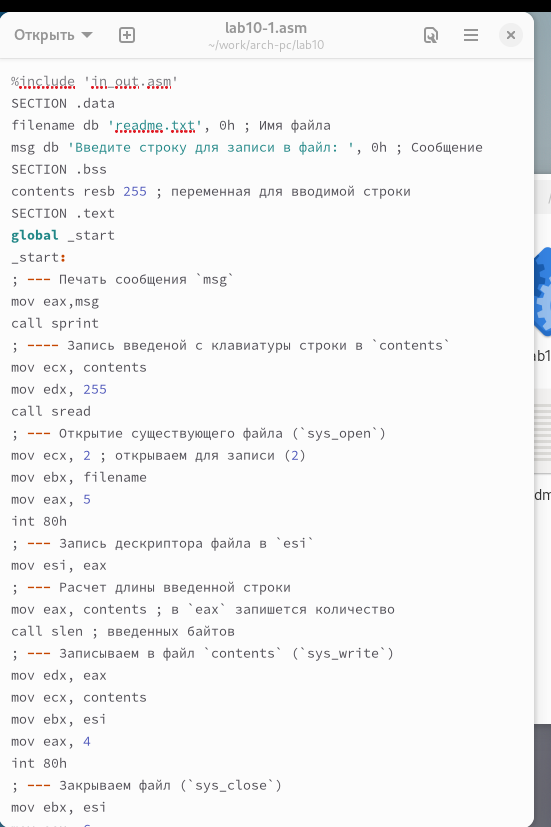 Открыть
lab10-1.asm
~/work/arch-pc/lab10
%include 'in_out.asm'
SECTION .data
filename db 'readme.txt', 0h ; Имя файла
msg db 'Введите строку для записи в файл: ', 0h ; Сообщение
SECTION .bss
contents resb 255 ; переменная для вводимой строки
SECTION .text
global _start
_start:
; --- Печать сообщения `msg`
mov eax,msg
call sprint
; ---- Запись введеной с клавиатуры строки в `contents`
mov ecx, contents
mov edx, 255
call sread
; --- Открытие существующего файла (`sys_open`)
mov ecx, 2 ; открываем для записи (2)
mov ebx, filename
mov eax, 5
int 80h
; --- Запись дескриптора файла в `esi`
mov esi, eax
; --- Расчет длины введенной строки
mov eax, contents ; в `eax` запишется количество
call slen ; введенных байтов
; --- Записываем в файл `contents` (`sys_write`)
mov edx, eax
mov ecx, contents
mov ebx, esi
mov eax, 4
int 80h
; --- Закрываем файл (`sys_close`)
mov ebx, esi